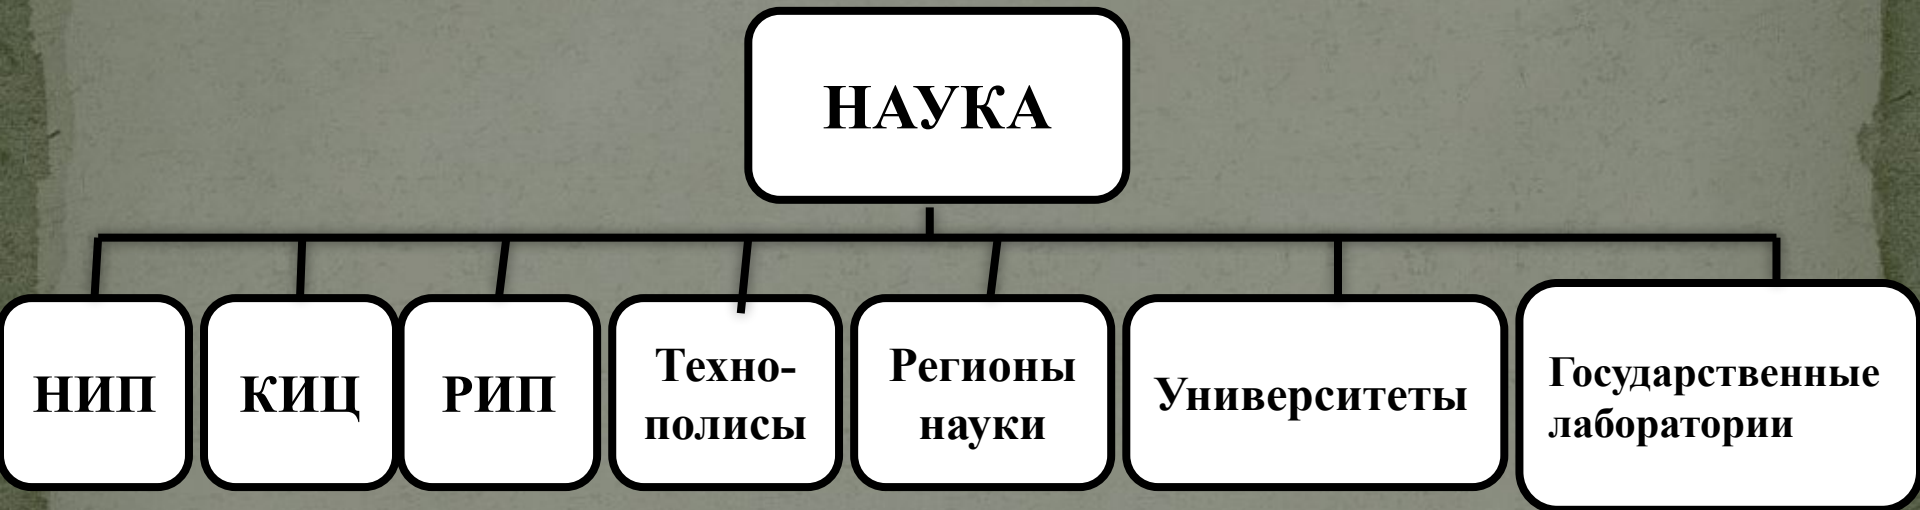 НАУКА
НИП
КИЦ
РИП
Техно-
полисы
Регионы
науки
Университеты
Государственные
лаборатории